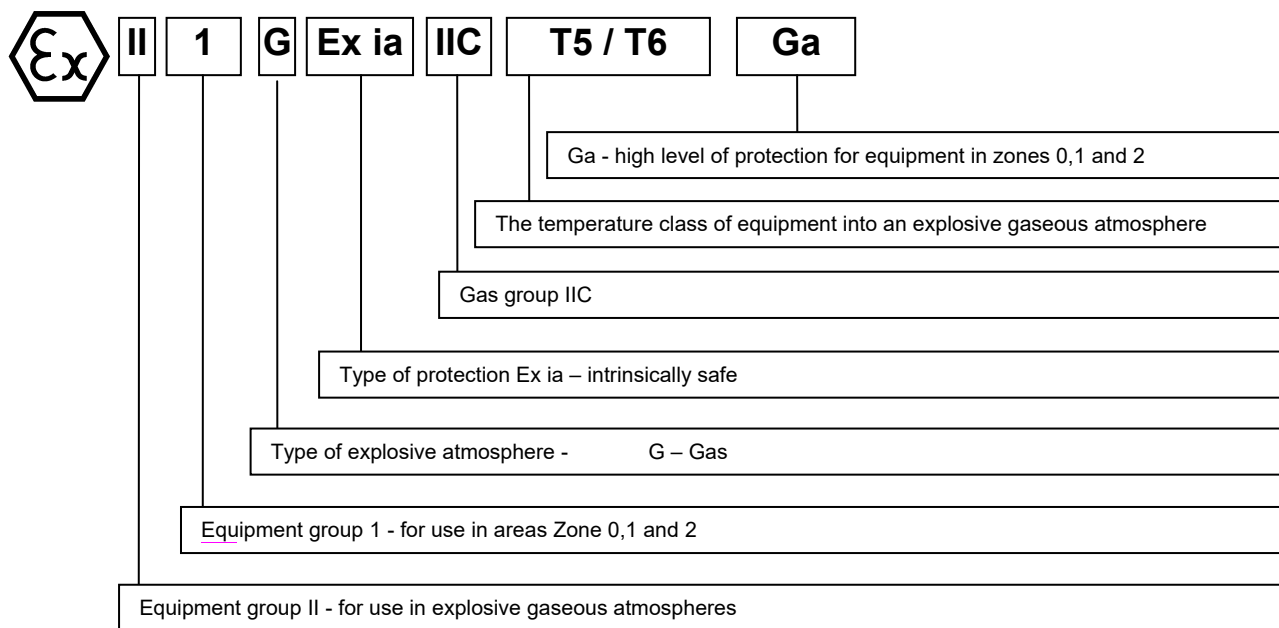 Ex II 1 G Ex ia IIC T5 / T6 Ga
Ga - high level of protection for equipment in zones 0,1 and 2
The temperature class of equipment into an explosive gaseous atmosphere
Gas group IIC
Type of protection Ex ia – intrinsically safe
Type of explosive atmosphere - G – Gas
Equipment group 1 - for use in areas Zone 0,1 and 2
Equipment group II - for use in explosive gaseous atmospheres